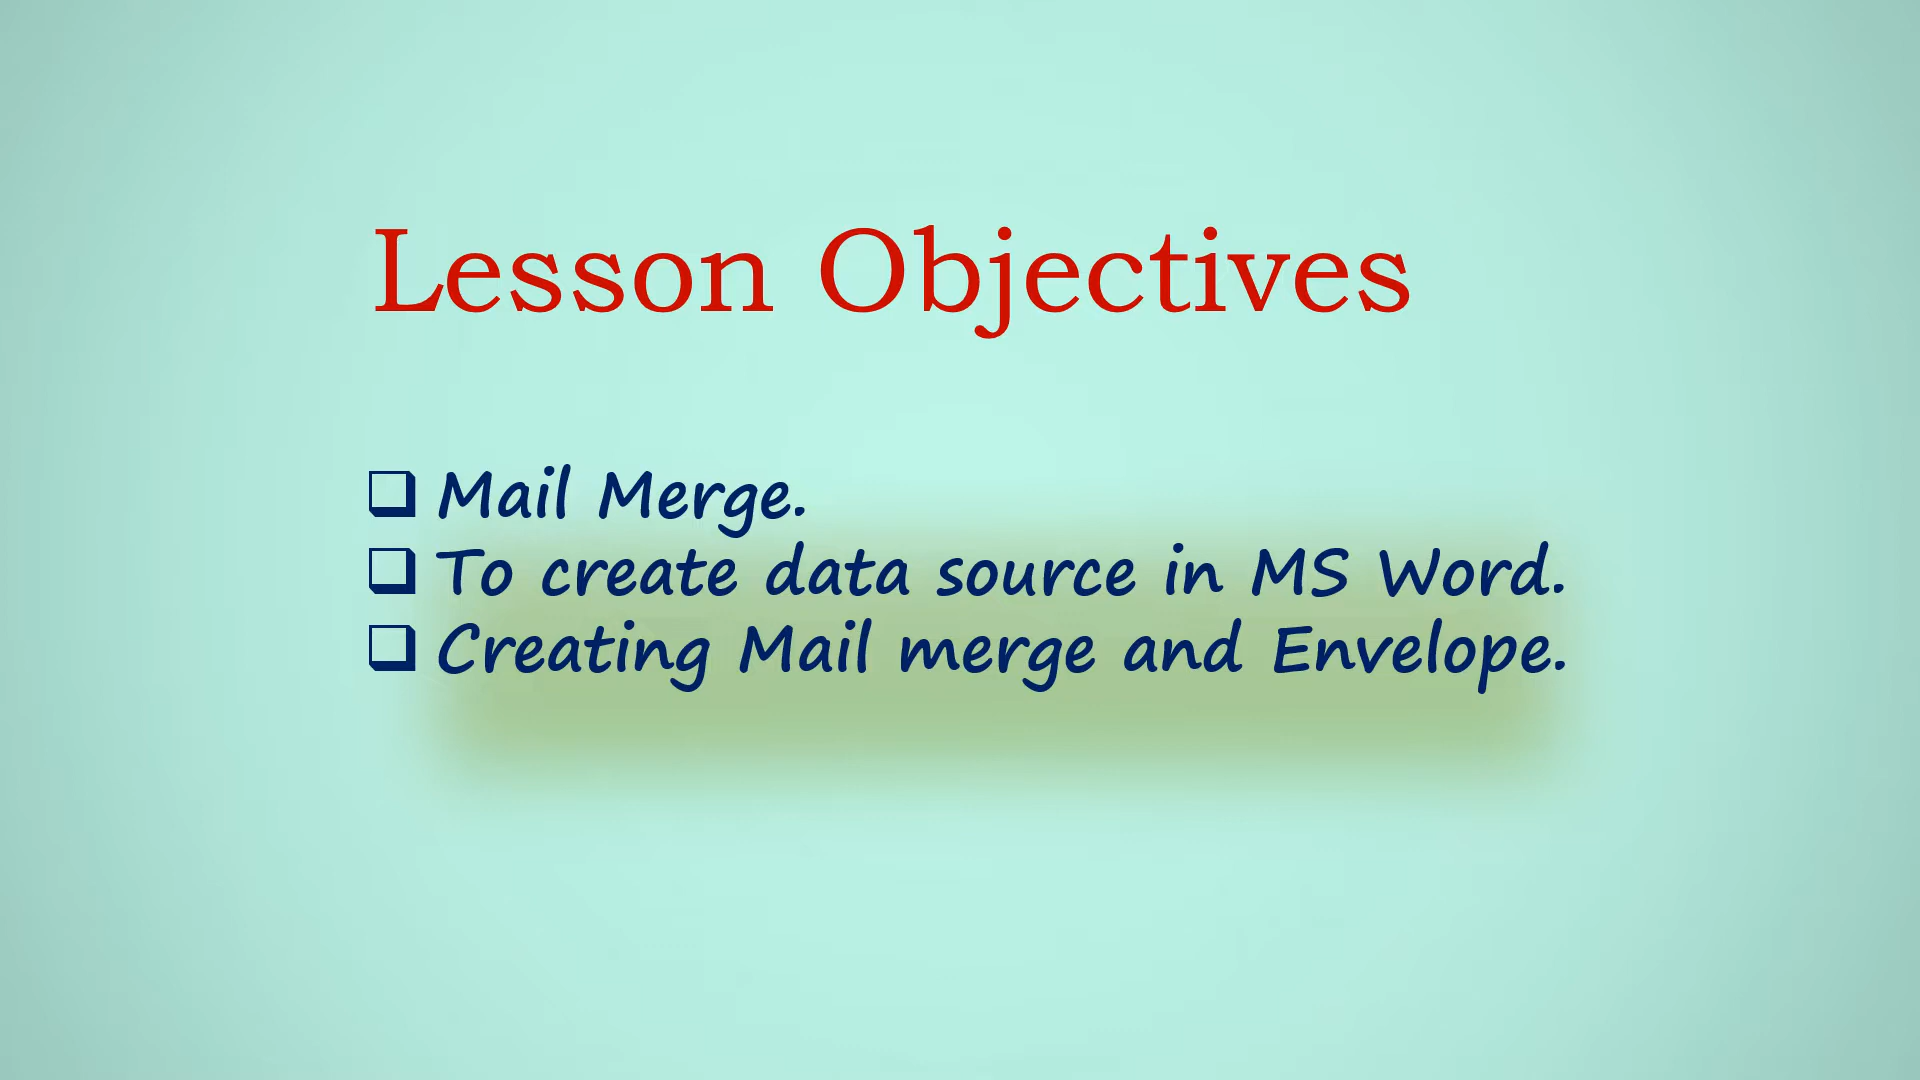 Lesson Objectives
❑ Mail Merge.
❑ To create data source in MS Word.
❑ Creating Mail merge and Envelope.